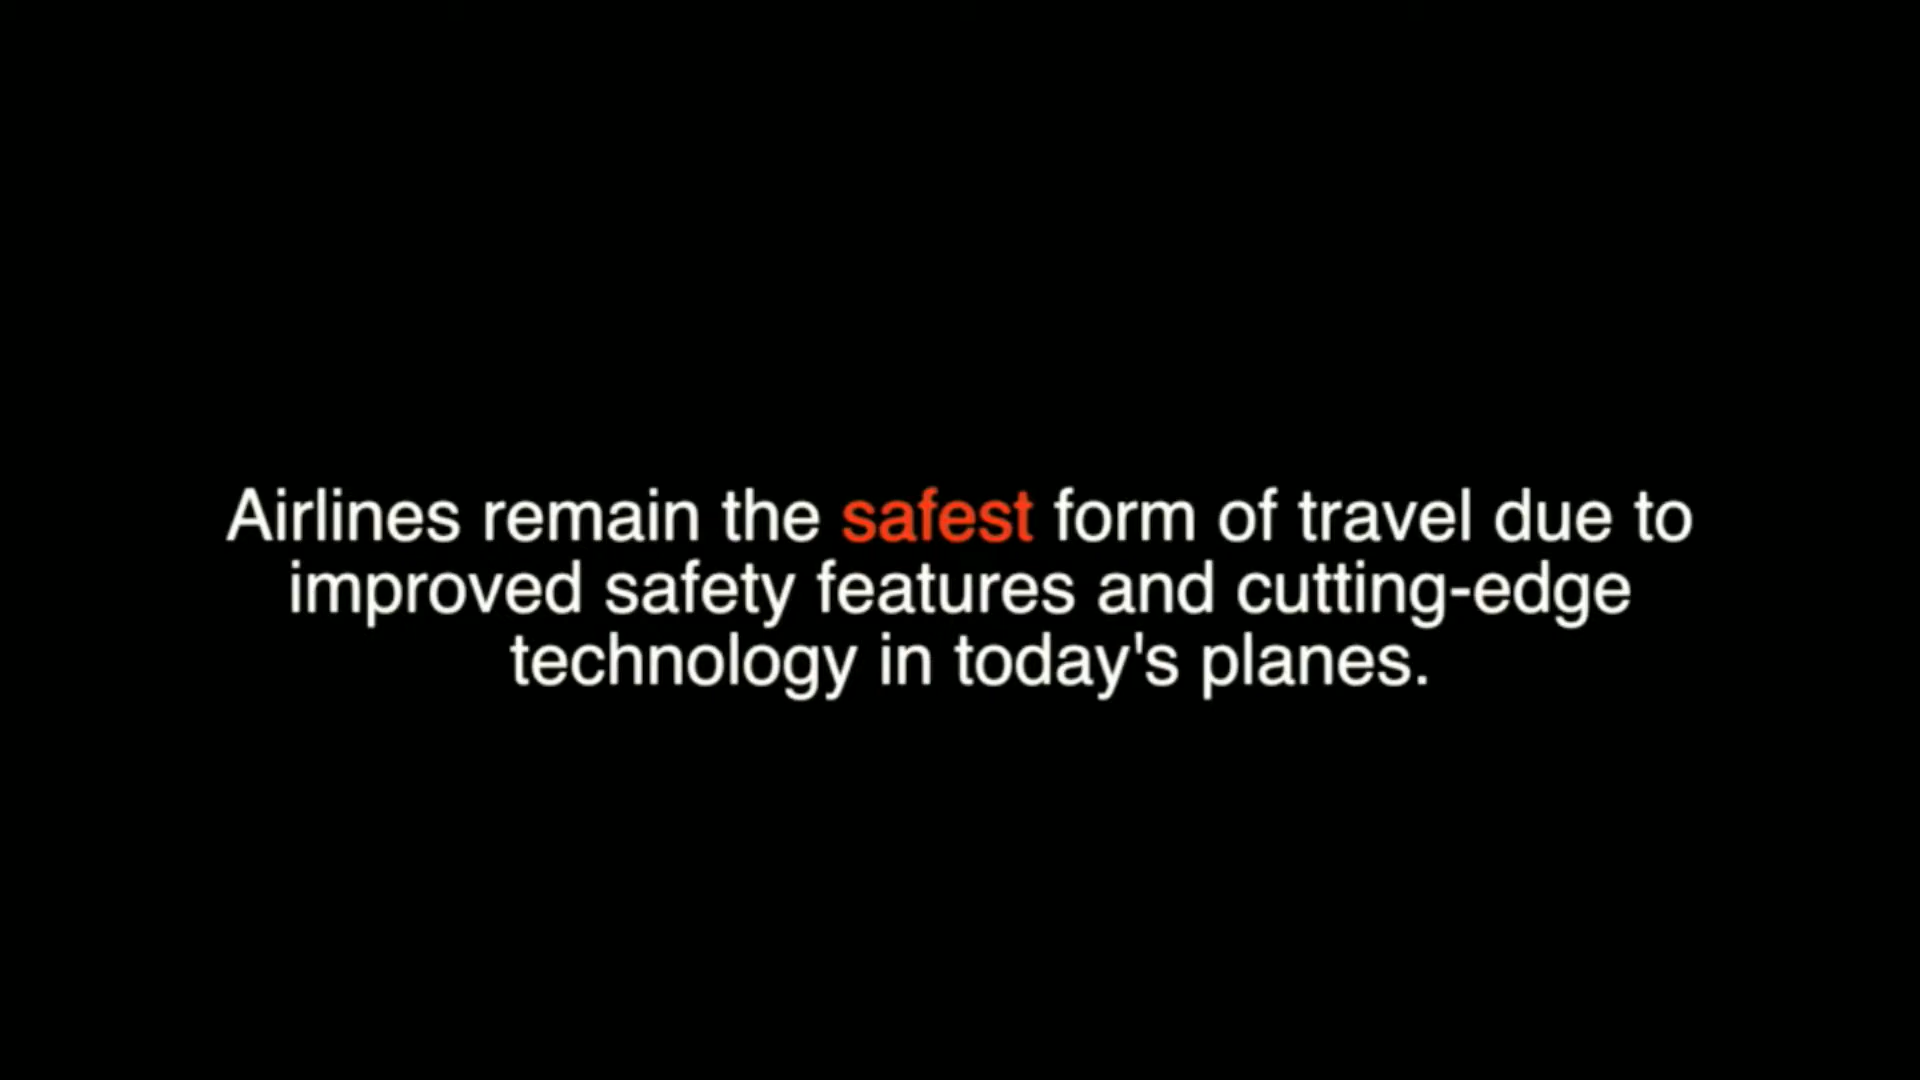 Airlines remain the safest form of travel due to
improved safety features and cutting-edge
technology in today's planes.